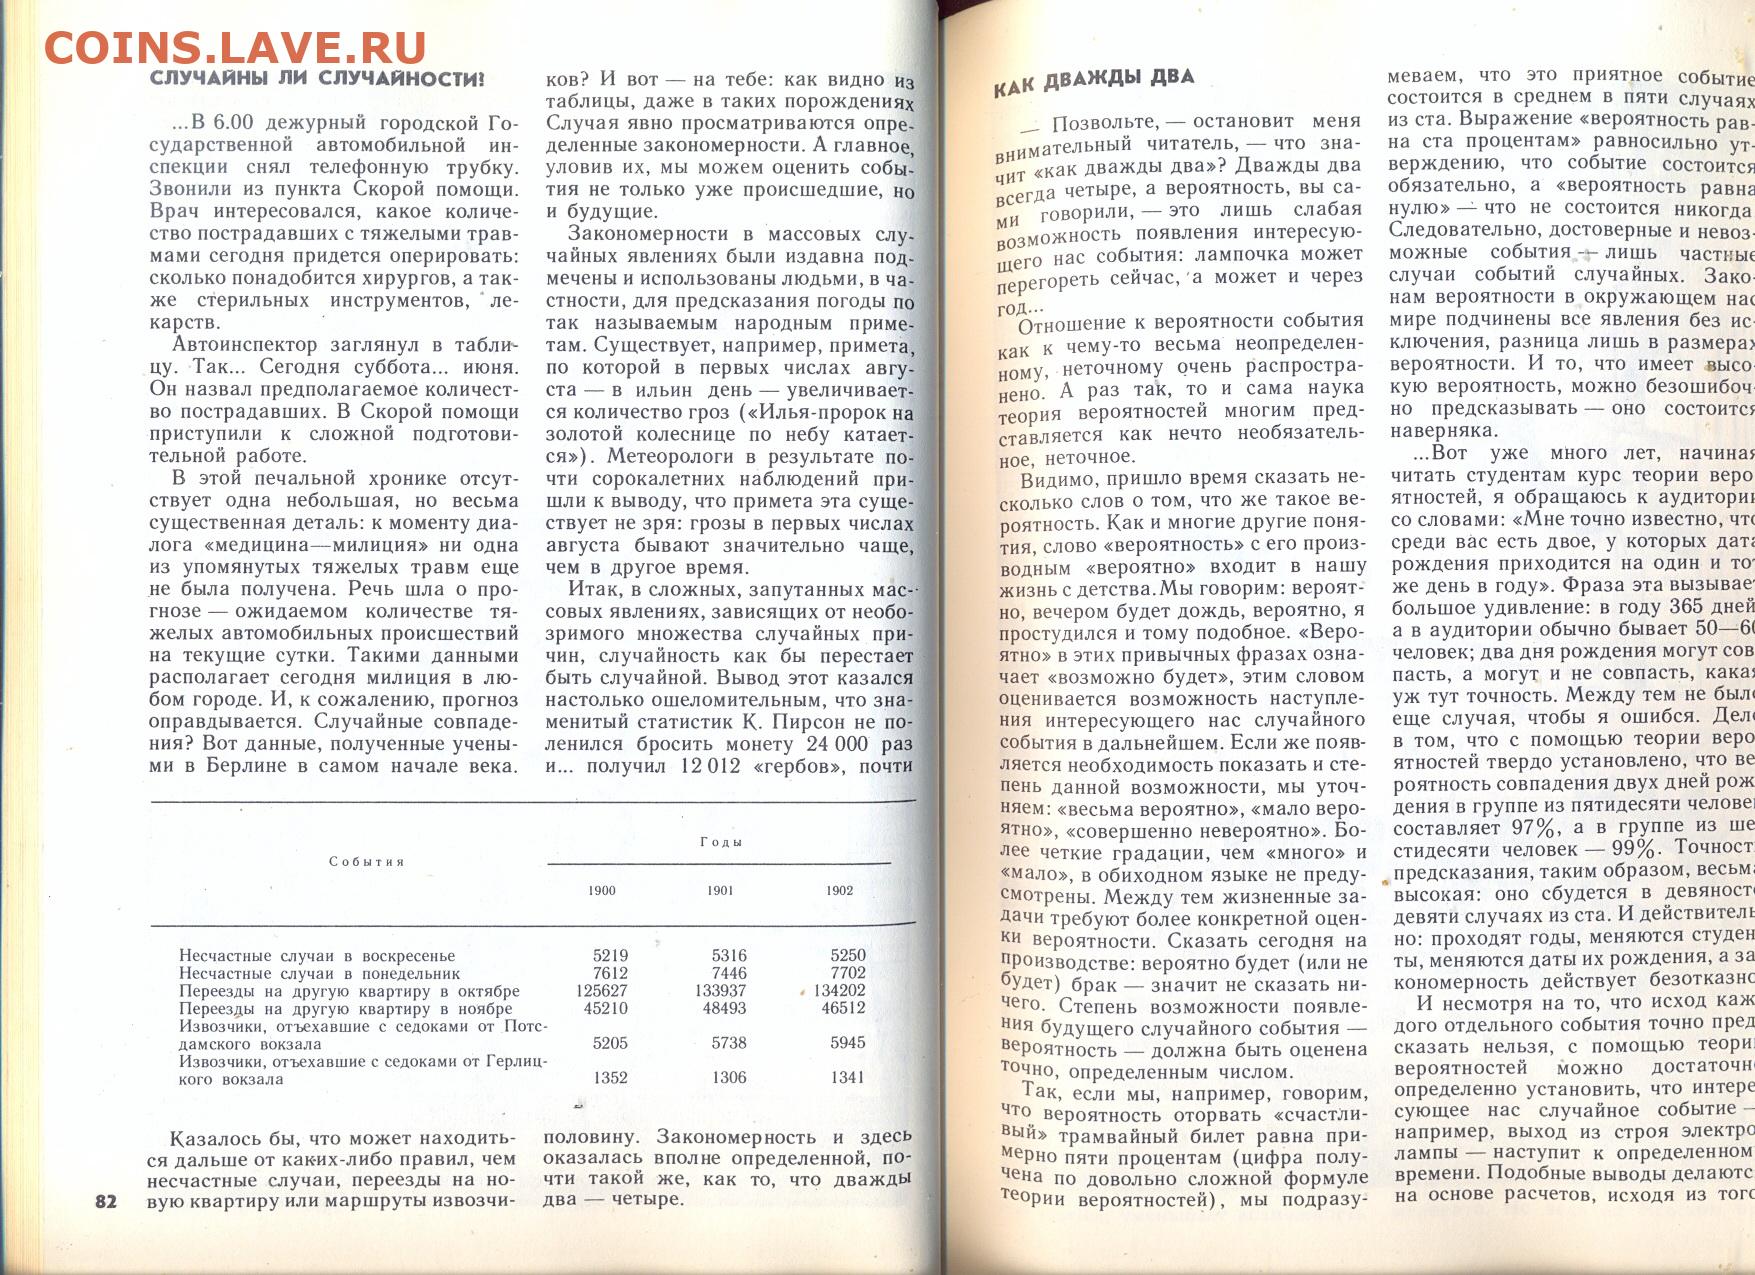 COINS.LAVE.RU
СЛУЧАЙНЫ ЛИ СЛУЧАЙНОСТИ?
...В 6.00 дежурный городской Го-
сударственной автомобильной ин-
спекции снял телефонную трубку.
Звонили из пункта Скорой помощи.
Врач интересовался, какое количе-
ство пострадавших с тяжелыми трав-
мами сегодня придется оперировать:
сколько понадобится хирургов, а так-
же стерильных инструментов, ле-
карств.
Автоинспектор заглянул в табли-
цу. Так... Сегодня суббота... июня.
Он назвал предполагаемое количест-
во пострадавших. В Скорой помощи
приступили к сложной подготови-
тельной работе.
В этой печальной хронике отсут-
ствует одна небольшая, но весьма
существенная деталь: к моменту диа-
лога «медицина—милиция» ни одна
из упомянутых тяжелых травм еще
не была получена. Речь шла о про-
гнозе — ожидаемом количестве тя-
желых автомобильных происшествий
на текущие сутки. Такими данными
располагает сегодня милиция в лю-
бом городе. И, к сожалению, прогноз
оправдывается. Случайные совпаде-
ния? Вот данные, полученные учены-
ми в Берлине в самом начале века.
ков? И вот — на тебе: как видно из
таблицы, даже в таких порождениях
Случая явно просматриваются опре-
деленные закономерности. А главное,
уловив их, мы можем оценить собы-
тия не только уже происшедшие, но
и будущие.
Закономерности в массовых слу-
чайных явлениях были издавна под-
мечены и использованы людьми, в ча-
стности, для предсказания погоды по
так называемым народным приме-
там. Существует, например, примета,
по которой в первых числах авгу-
ста — в ильин день — увеличивает-
ся количество гроз («Илья-пророк на
золотой колеснице по небу катает-
ся»). Метеорологи в результате по-
чти сорокалетних наблюдений при-
шли к выводу, что примета эта суще-
ствует не зря: грозы в первых числах
августа бывают значительно чаще,
чем в другое время.
Итак, в сложных, запутанных мас-
совых явлениях, зависящих от необо-
зримого множества случайных при-
чин, случайность как бы перестает
быть случайной. Вывод этот казался
настолько ошеломительным, что зна-
менитый статистик К. Пирсон не по-
ленился бросить монету 24 000 раз
и... получил 12 012 «гербов», почти
События
Годы
1900 1901 1902
Несчастные случаи в воскресенье 5219 5316 5250
Несчастные случаи в понедельник 7612 7446 7702
Переезды на другую квартиру в октябре 125627 133937 134202
Переезды на другую квартиру в ноябре 45210 48493 46512
Извозчики, отъехавшие с седоками от Потс-
дамского вокзала 5205 5738 5945
Извозчики, отъехавшие с седоками от Герлиц-
кого вокзала 1352 1306 1341
Казалось бы, что может находить-
ся дальше от каких-либо правил, чем
несчастные случаи, переезды на но-
вую квартиру или маршруты извозчи-
половину. Закономерность и здесь
оказалась вполне определенной, по-
чти такой же, как то, что дважды
два — четыре.
82
КАК ДВАЖДЫ ДВА
— Позвольте, — остановит меня
внимательный читатель, — что зна-
чит «как дважды два»? Дважды два
всегда четыре, а вероятность, вы са-
ми говорили, — это лишь слабая
возможность появления интересую-
щего нас события: лампочка может
перегореть сейчас, а может и через
год...
Отношение к вероятности события
как к чему-то весьма неопределен-
ному, неточному очень распростра-
нено. А раз так, то и сама наука
теория вероятностей многим пред-
ставляется как нечто необязатель-
ное, неточное.
Видимо, пришло время сказать не-
сколько слов о том, что же такое ве-
роятность. Как и многие другие поня-
тия, слово «вероятность» с его произ-
водным «вероятно» входит в нашу
жизнь с детства. Мы говорим: вероят-
но, вечером будет дождь, вероятно, я
простудился и тому подобное. «Веро-
ятно» в этих привычных фразах озна-
чает «возможно будет», этим словом
оценивается возможность наступле-
ния интересующего нас случайного
события в дальнейшем. Если же появ-
ляется необходимость показать и сте-
пень данной возможности, мы уточ-
няем: «весьма вероятно», «мало веро-
ятно», «совершенно невероятно». Бо-
лее четкие градации, чем «много» и
«мало», в обиходном языке не преду-
смотрены. Между тем жизненные за-
дачи требуют более конкретной оцен-
ки вероятности. Сказать сегодня на
производстве: вероятно будет (или не
будет) брак — значит не сказать ни-
чего. Степень возможности появле-
ния будущего случайного события —
вероятность — должна быть оценена
точно, определенным числом.
Так, если мы, например, говорим,
что вероятность оторвать «счастли-
вый» трамвайный билет равна при-
мерно пяти процентам (цифра полу-
чена по довольно сложной формуле
теории вероятностей), мы подразу-
меваем, что это приятное событие
состоится в среднем в пяти случаях
из ста. Выражение «вероятность рав-
на ста процентам» равносильно ут-
верждению, что событие состоится
обязательно, а «вероятность равна
нулю» — что не состоится никогда.
Следовательно, достоверные и невоз-
можные события — лишь частные
случаи событий случайных. Зако-
нам вероятности в окружающем нас
мире подчинены все явления без ис-
ключения, разница лишь в размерах
вероятности. И то, что имеет высо-
кую вероятность, можно безошибоч-
но предсказывать — оно состоится
наверняка.
...Вот уже много лет, начиная
читать студентам курс теории веро-
ятностей, я обращаюсь к аудитории
со словами: «Мне точно известно, что
среди вас есть двое, у которых дата
рождения приходится на один и тот
же день в году». Фраза эта вызывает
большое удивление: в году 365 дней,
а в аудитории обычно бывает 50—60
человек; два дня рождения могут сов-
пасть, а могут и не совпасть, какая
уж тут точность. Между тем не было
еще случая, чтобы я ошибся. Дело
в том, что с помощью теории веро-
ятностей твердо установлено, что ве-
роятность совпадения двух дней рож-
дения в группе из пятидесяти человек
составляет 97%, а в группе из ше-
стидесяти человек — 99%. Точность
предсказания, таким образом, весьма
высокая: оно сбудется в девяносто
девяти случаях из ста. И действитель-
но: проходят годы, меняются студен-
ты, меняются даты их рождения, а за-
кономерность действует безотказно.
И несмотря на то, что исход каж-
дого отдельного события точно пред-
сказать нельзя, с помощью теории
вероятностей можно достаточно
определенно установить, что интере-
сующее нас случайное событие —
например, выход из строя электро-
лампы — наступит к определенному
времени. Подобные выводы делаются
на основе расчетов, исходя из того,